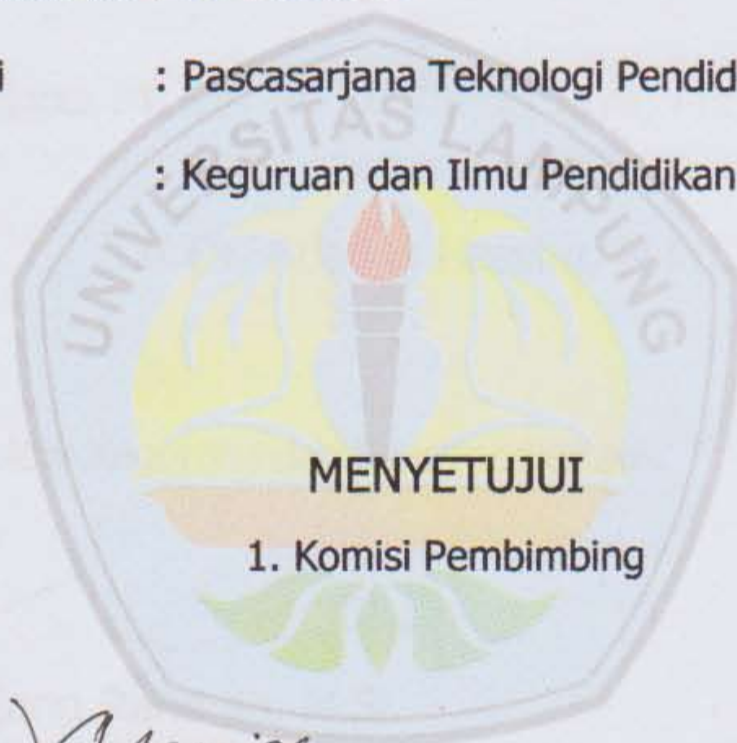 i : Pascasarjana Teknologi Pendid
: Keguruan dan Ilmu Pendidikan
UNIVERSITAS LAMPUNG
MENYETUJUI
1. Komisi Pembimbing